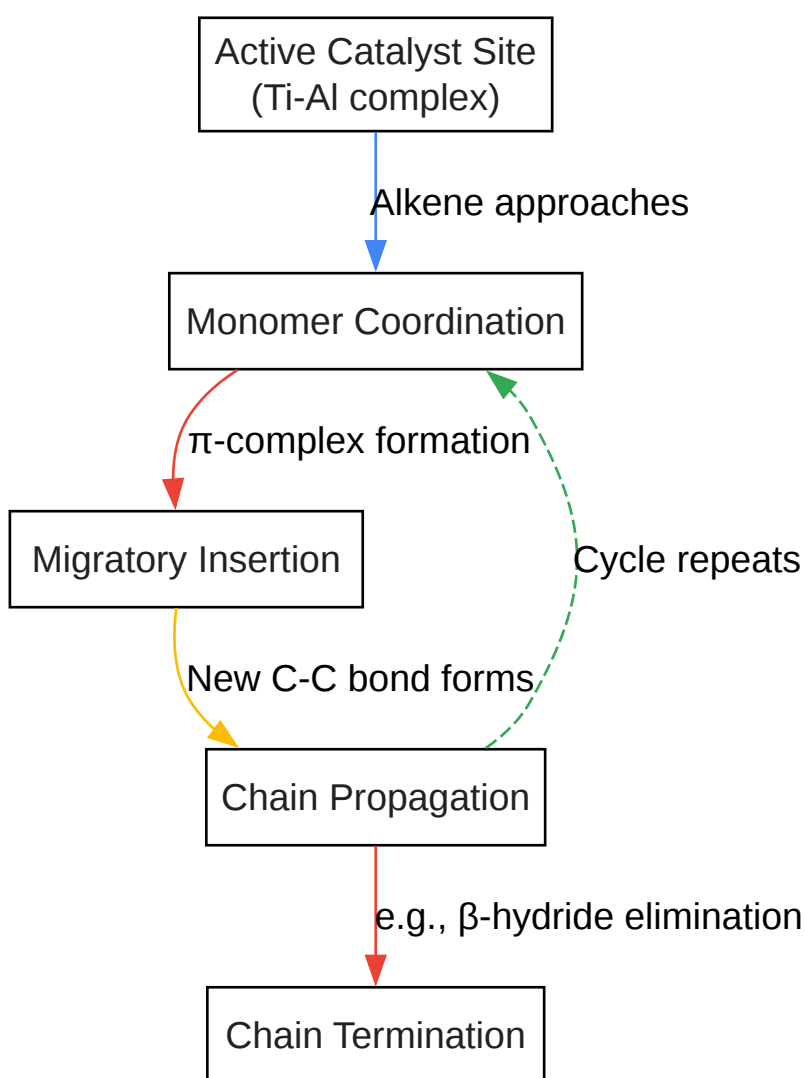 Active Catalyst Site
(Ti-Al complex)
Alkene approaches
Monomer Coordination
π-complex formation
Migratory Insertion
Cycle repeats
New C-C bond forms
Chain Propagation
e.g., β-hydride elimination
Chain Termination